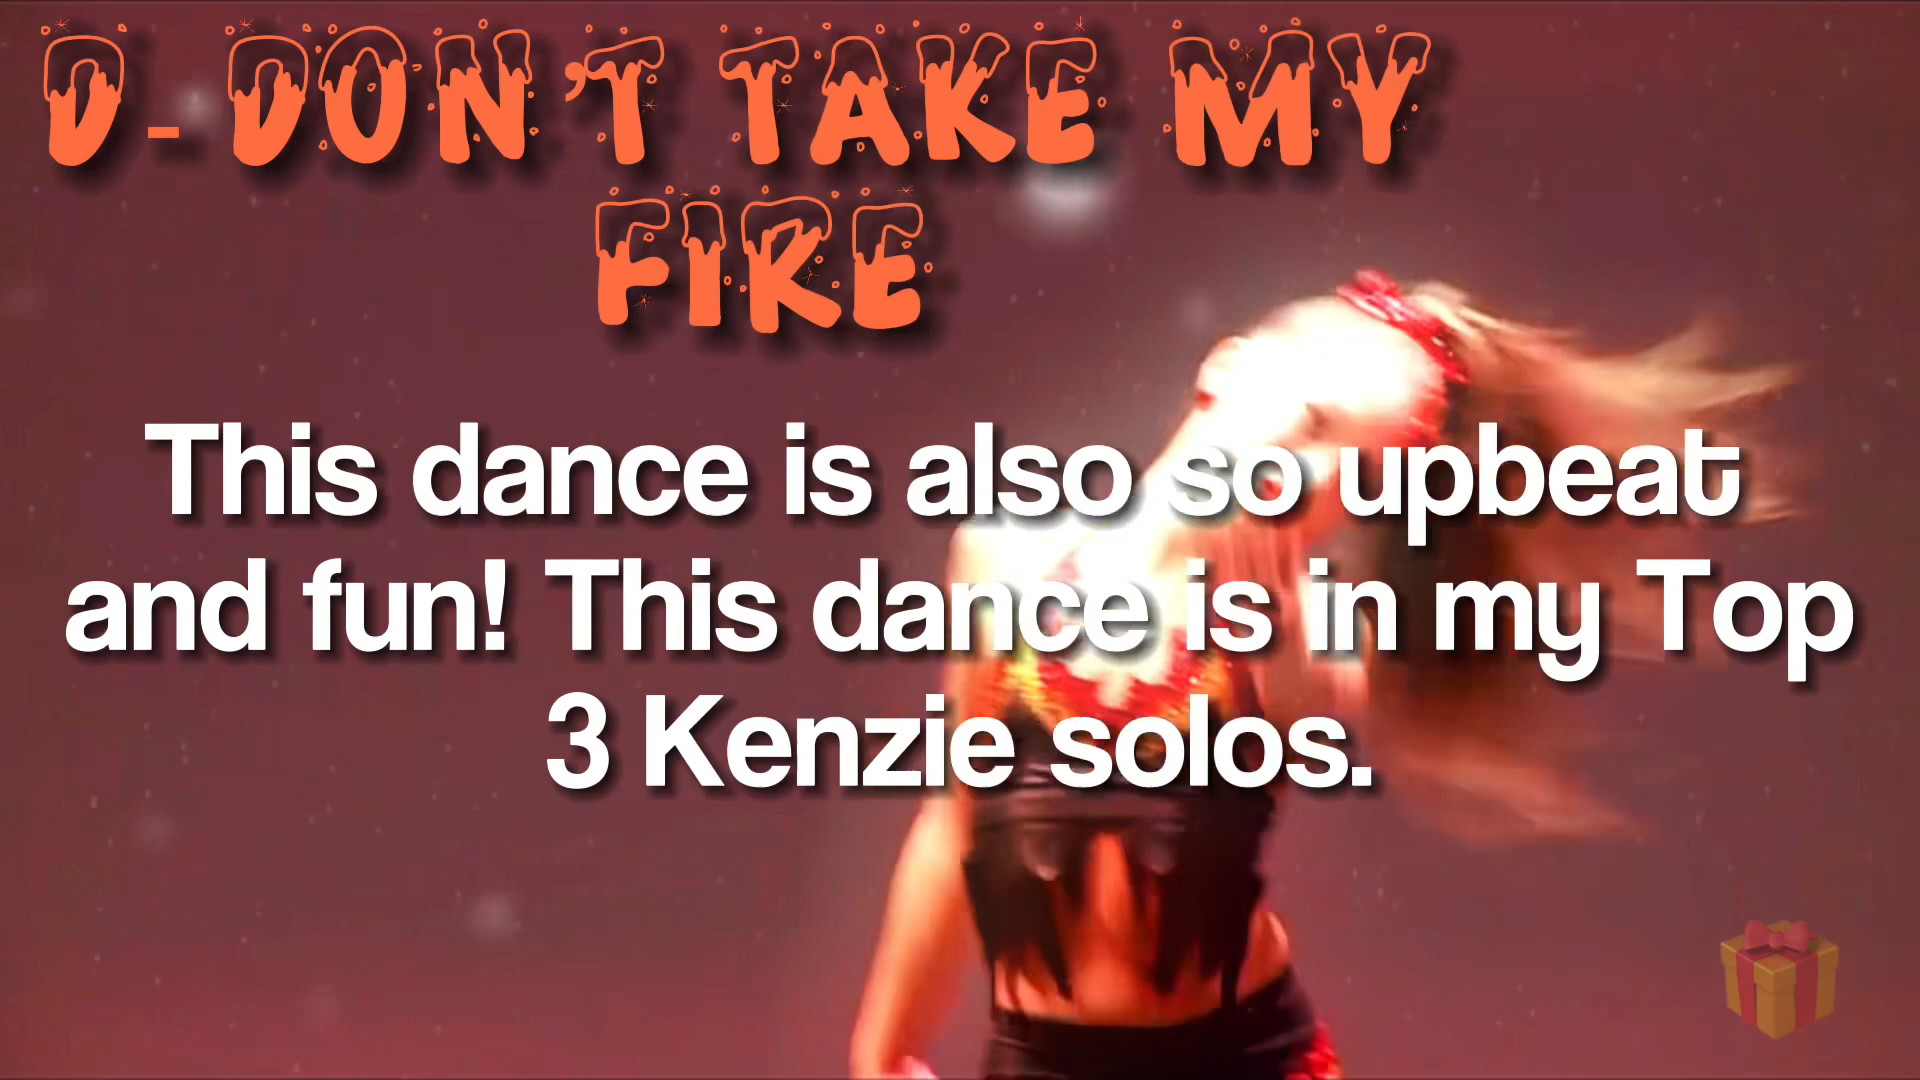 D - DON'T TAKE MY
FIRE
This dance is also so upbeat
and fun! This dance is in my Top
3 Kenzie solos.